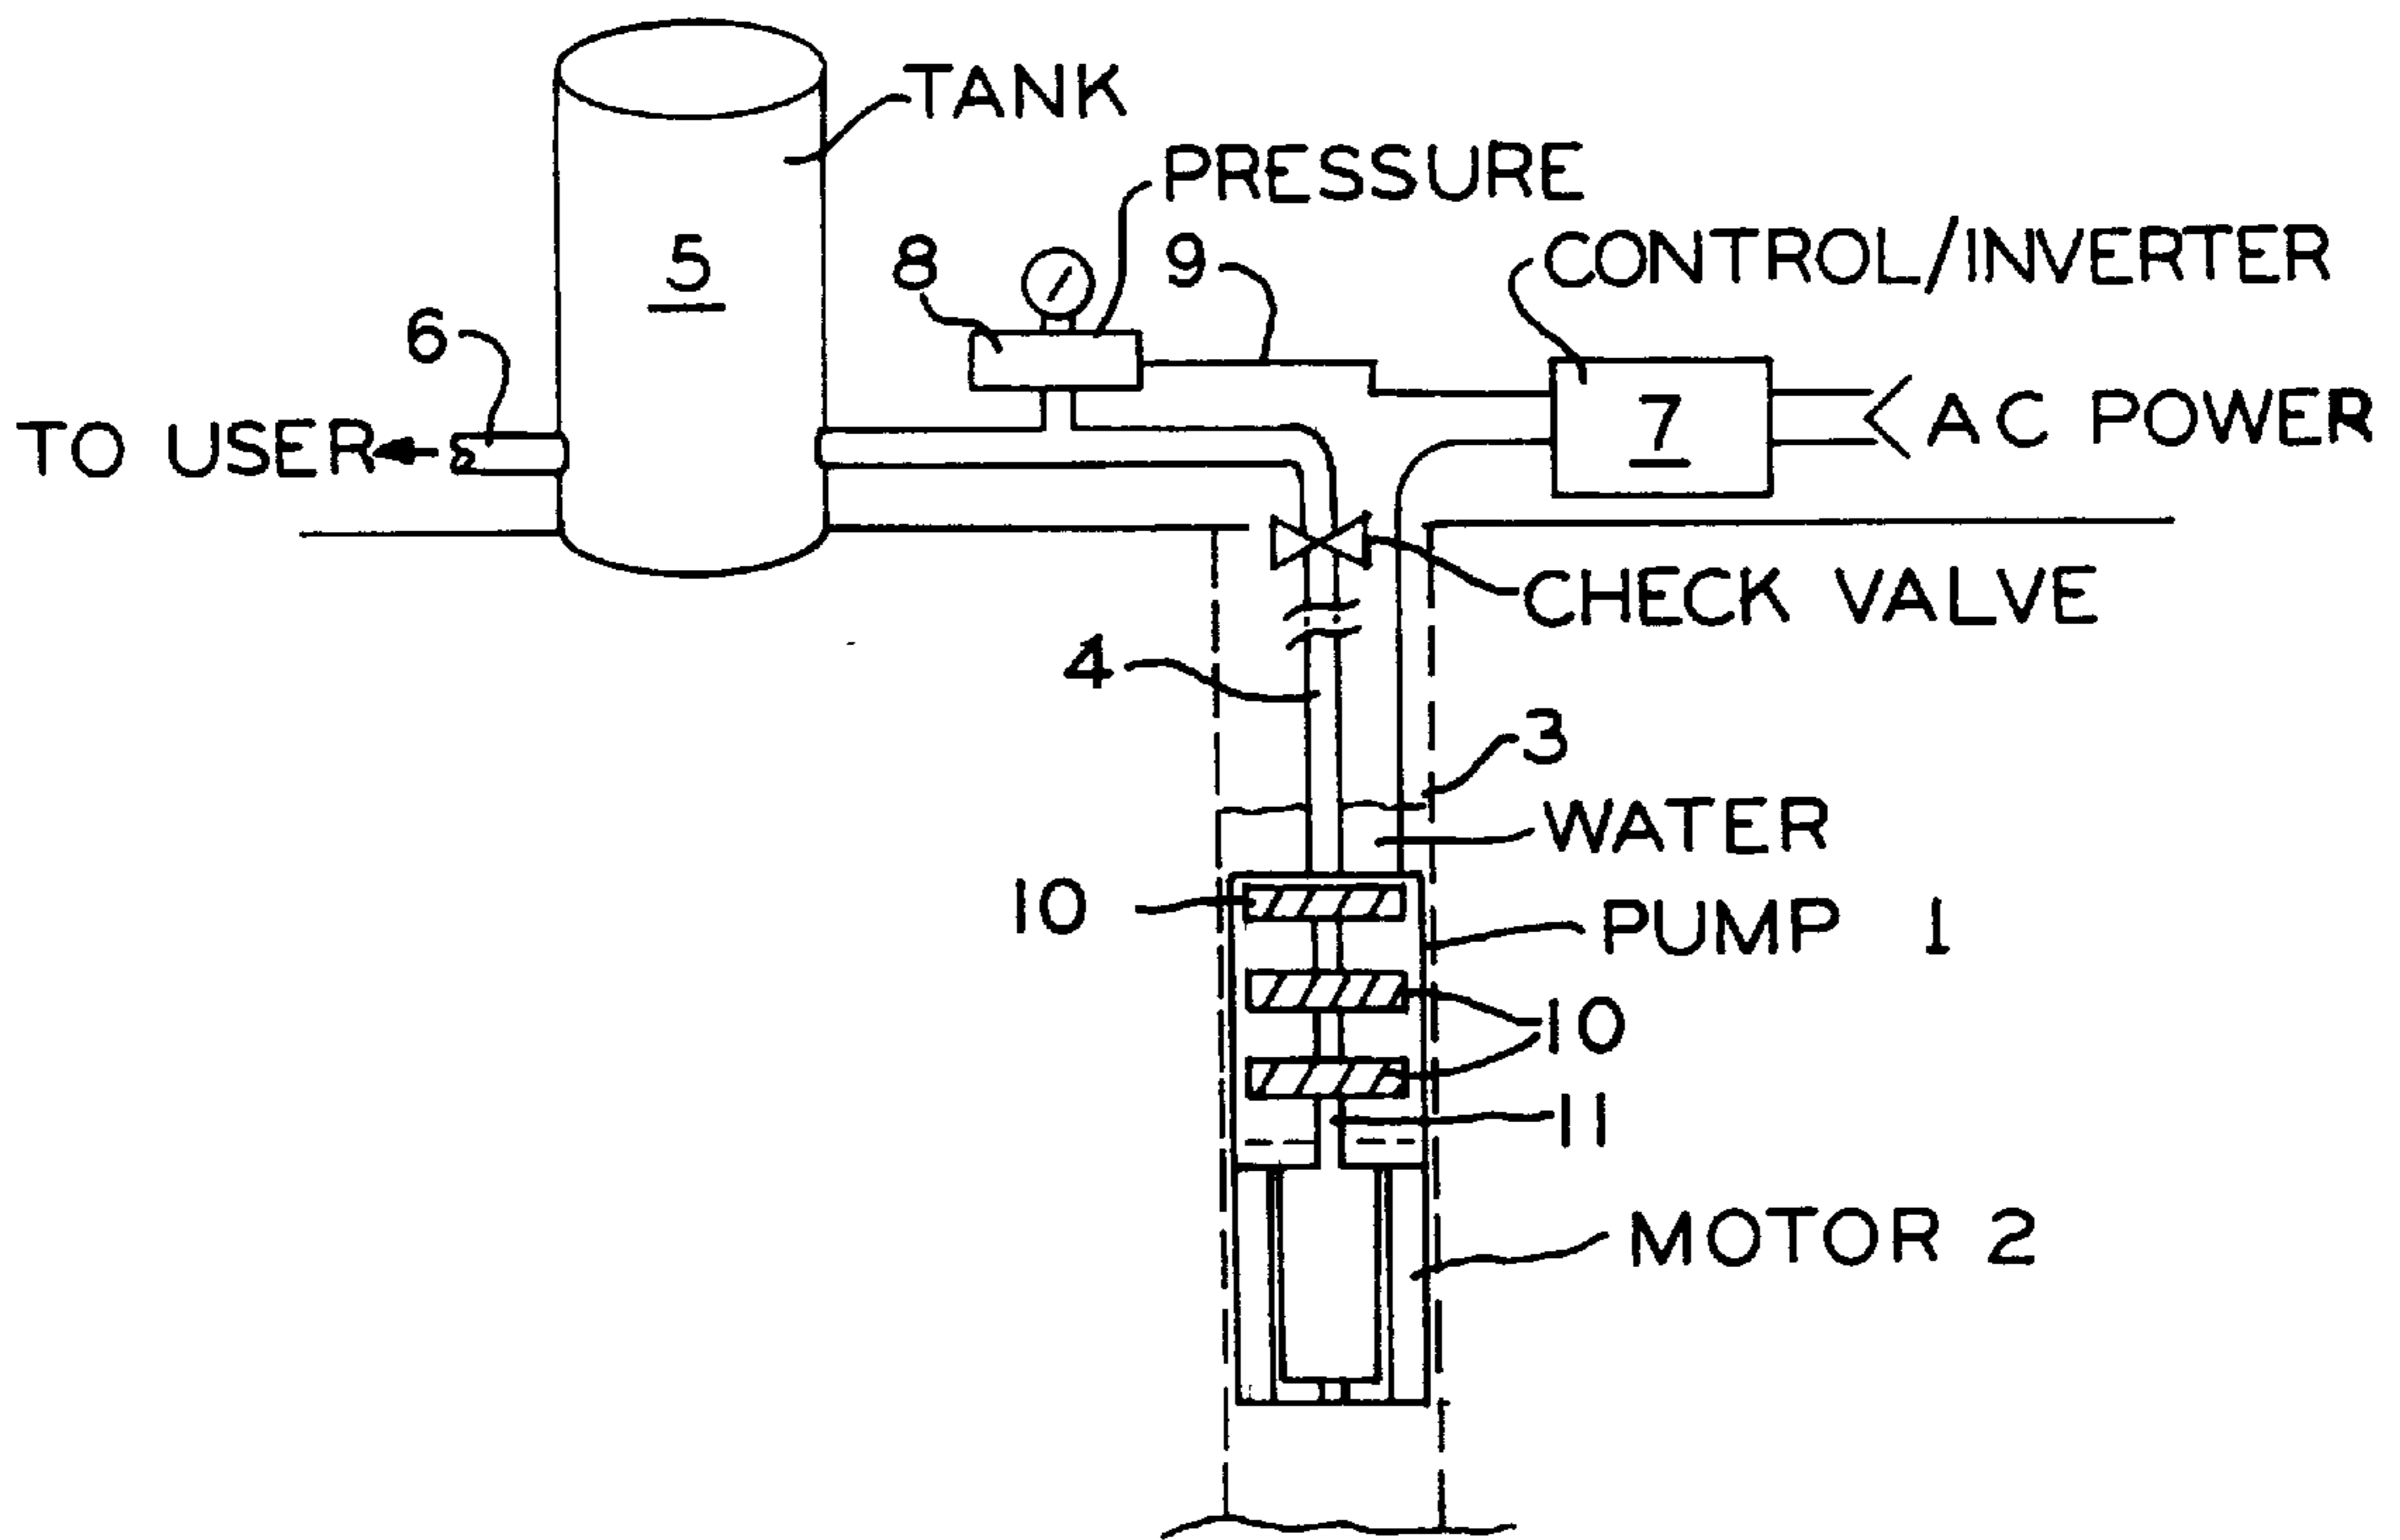 TANK
PRESSURE
5
8
9
CONTROL/INVERTER
6
7
TO USER
AC POWER
CHECK VALVE
4
3
WATER
10
PUMP 1
10
11
MOTOR 2